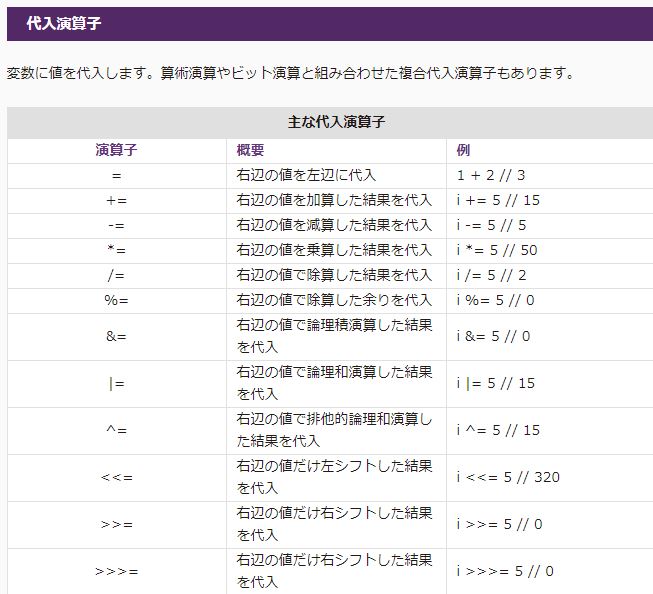 代入演算子
変数に値を代入します。算術演算やビット演算と組み合わせた複合代入演算子もあります。
主な代入演算子
演算子 概要 例
= 右辺の値を左辺に代入 1 + 2 // 3
+= 右辺の値を加算した結果を代入 i += 5 // 15
-= 右辺の値を減算した結果を代入 i -= 5 // 5
*= 右辺の値を乗算した結果を代入 i *= 5 // 50
/= 右辺の値で除算した結果を代入 i /= 5 // 2
%= 右辺の値で除算した余りを代入 i %= 5 // 0
&= 右辺の値で論理積演算した結果
を代入 i &= 5 // 0
|= 右辺の値で論理和演算した結果
を代入 i |= 5 // 15
^= 右辺の値で排他的論理和演算し
た結果を代入 i ^= 5 // 15
<<= 右辺の値だけ左シフトした結果
を代入 i <<= 5 // 320
>>= 右辺の値だけ右シフトした結果
を代入 i >>= 5 // 0
>>>= 右辺の値だけ右シフトした結果
を代入 i >>>= 5 // 0